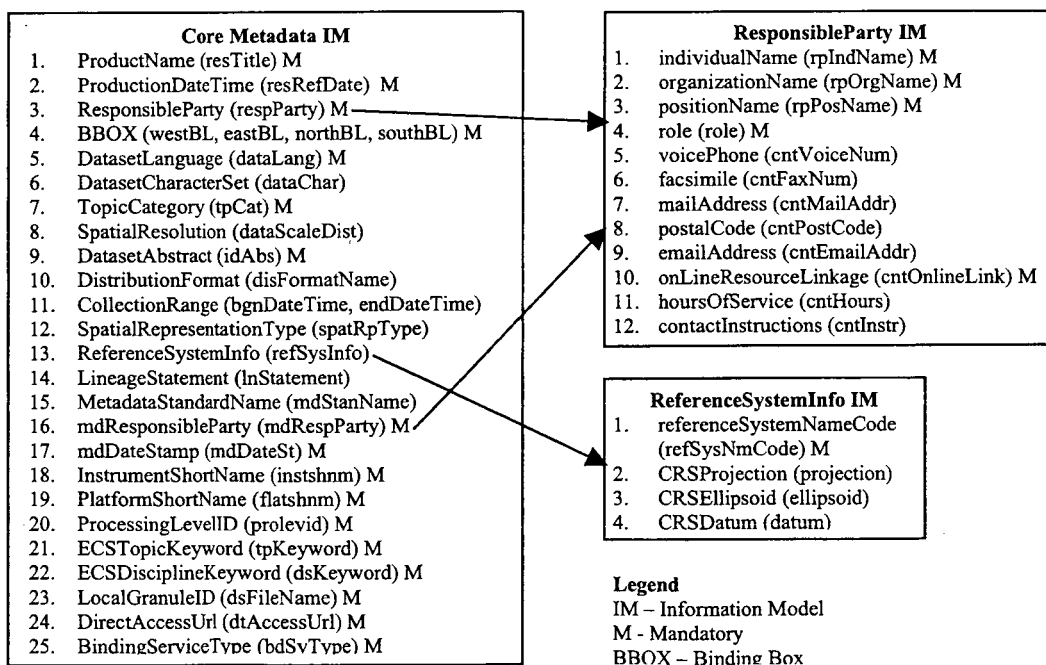 Core Metadata IM
1. ProductName (resTitle) M
2. ProductionDateTime (resRefDate) M
3. ResponsibleParty (respParty) M
4. BBOX (westBL, eastBL, northBL, southBL) M
5. DatasetLanguage (dataLang) M
6. DatasetCharacterSet (dataChar)
7. TopicCategory (tpCat) M
8. SpatialResolution (dataScaleDist)
9. DatasetAbstract (idAbs) M
10. DistributionFormat (disFormatName)
11. CollectionRange (bgnDateTime, endDateTime)
12. SpatialRepresentationType (spatRpType)
13. ReferenceSystemInfo (refSysInfo)
14. LineageStatement (lnStatement)
15. MetadataStandardName (mdStanName)
16. mdResponsibleParty (mdRespParty) M
17. mdDateStamp (mdDateSt) M
18. InstrumentShortName (instshnm) M
19. PlatformShortName (flatshnm) M
20. ProcessingLevelID (prolevid) M
21. ECSTopicKeyword (tpKeyword) M
22. ECSDisciplineKeyword (dsKeyword) M
23. LocalGranuleID (dsFileName) M
24. DirectAccessUrl (dtAccessUrl) M
25. BindingServiceType (bdSvType) M
ResponsibleParty IM
1. individualName (rpIndName) M
2. organizationName (rpOrgName) M
3. positionName (rpPosName) M
4. role (role) M
5. voicePhone (cntVoiceNum)
6. facsimile (cntFaxNum)
7. mailAddress (cntMailAddr)
8. postalCode (cntPostCode)
9. emailAddress (cntEmailAddr)
10. onLineResourceLinkage (cntOnlineLink) M
11. hoursOfService (cntHours)
12. contactInstructions (cntInstr)
ReferenceSystemInfo IM
1. referenceSystemNameCode
(refSysNmCode) M
2. CRSProjection (projection)
3. CRSEllipsoid (ellipsoid)
4. CRSDatum (datum)
Legend
IM – Information Model
M - Mandatory
BBOX – Binding Box